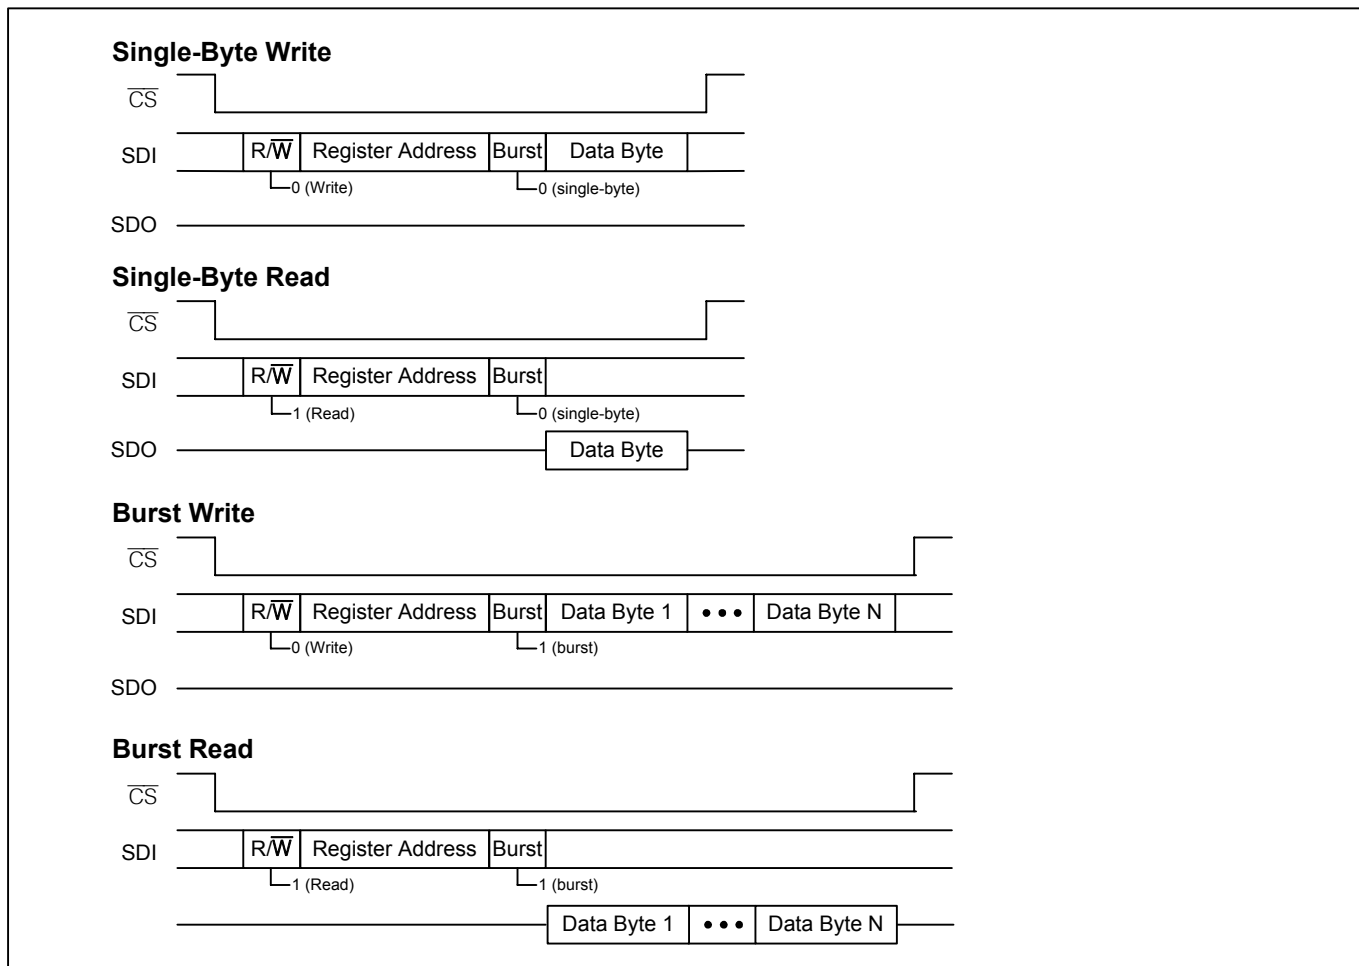 Single-Byte Write
CS
SDI R/W Register Address Burst Data Byte
0 (Write) 0 (single-byte)
SDO
Single-Byte Read
CS
SDI R/W Register Address Burst
1 (Read) 0 (single-byte)
SDO Data Byte
Burst Write
CS
SDI R/W Register Address Burst Data Byte 1 ••• Data Byte N
0 (Write) 1 (burst)
SDO
Burst Read
CS
SDI R/W Register Address Burst
1 (Read) 1 (burst)
Data Byte 1 ••• Data Byte N